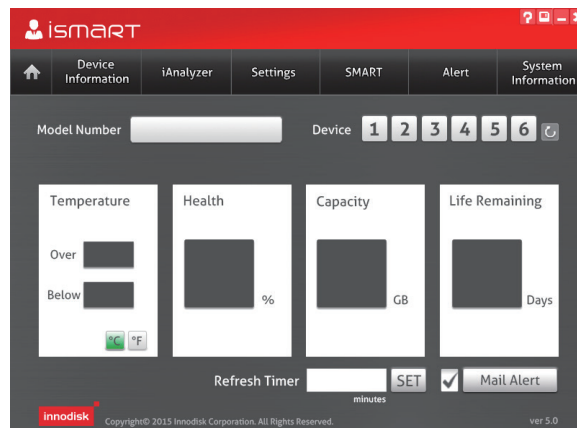 ismart
Device Information
iAnalyzer
Settings
SMART
Alert
System Information
Model Number
Device 1 2 3 4 5 6
Temperature
Over
Below
°C °F
Health
%
Capacity
GB
Life Remaining
Days
Refresh Timer
minutes
SET
Mail Alert
innodisk
Copyright© 2015 Innodisk Corporation. All Rights Reserved.
ver 5.0